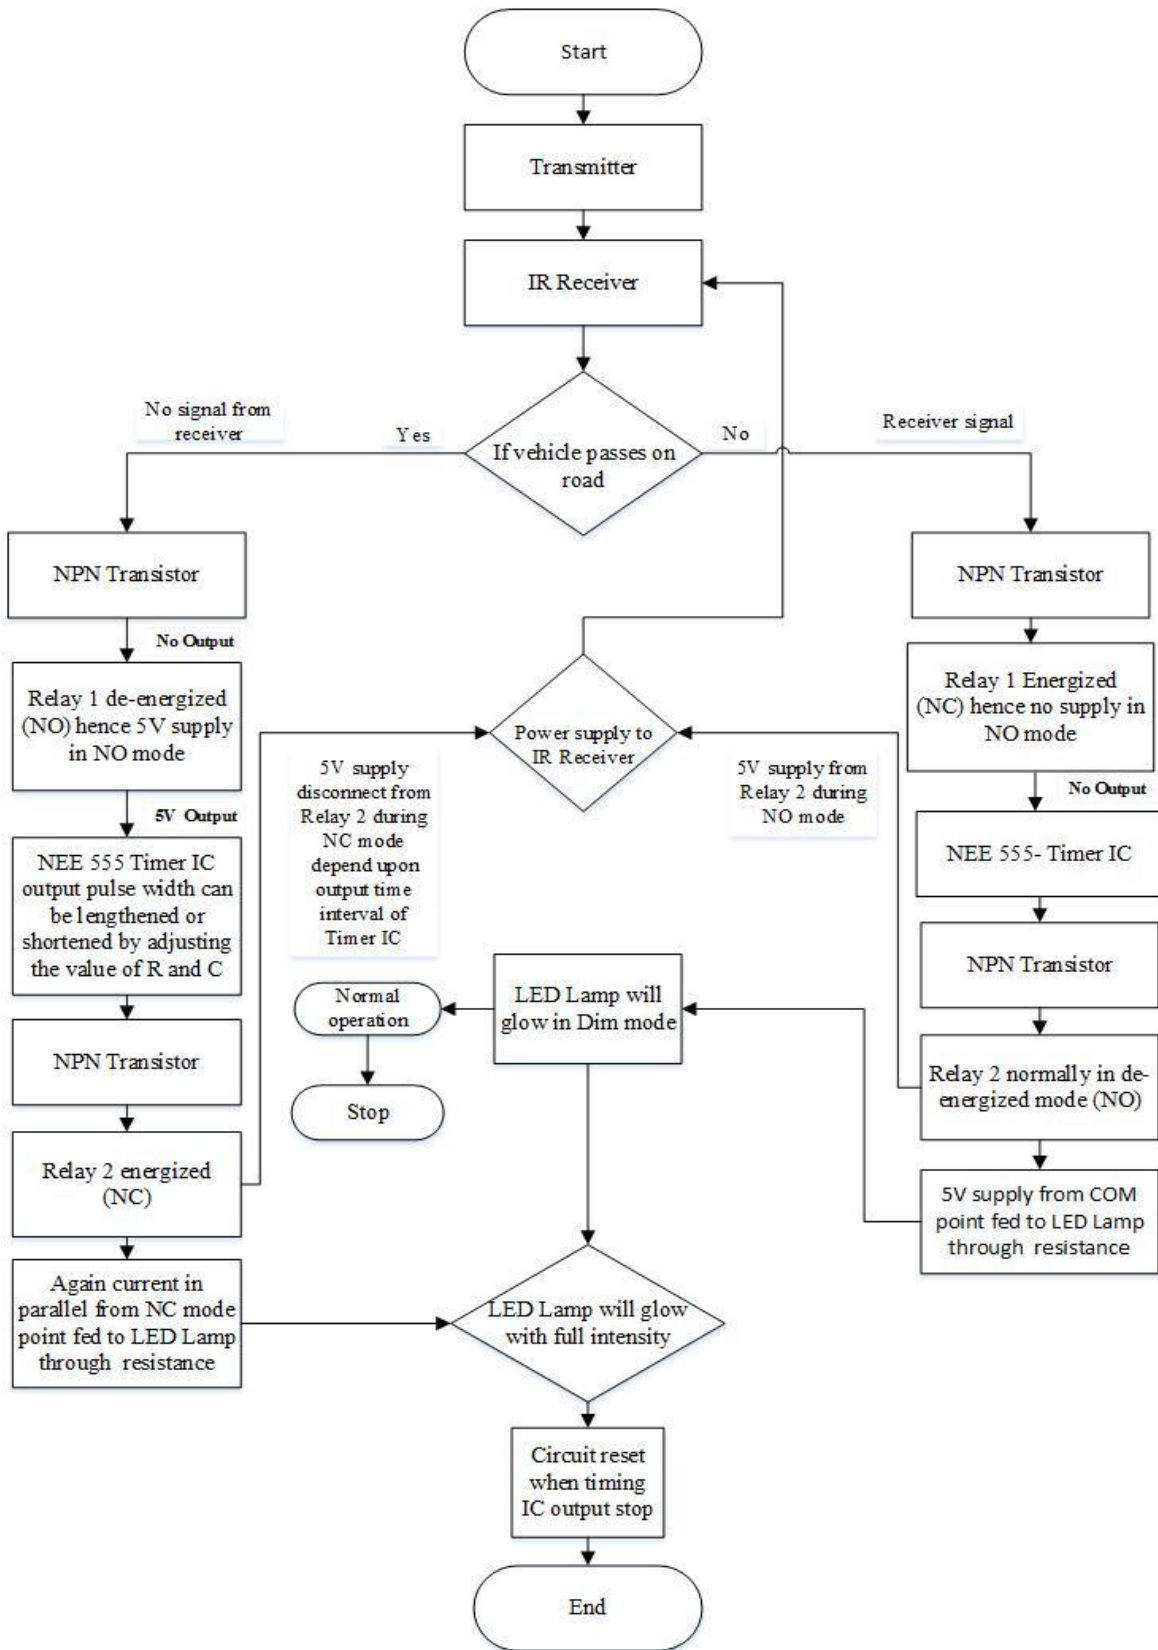 Start
Transmitter
IR Receiver
No signal from
receiver
Yes
If vehicle passes on
road
No
Receiver signal
NPN Transistor
No Output
Relay 1 de-energized
(NO) hence 5V supply
in NO mode
5V Output
NEE 555 Timer IC
output pulse width can
be lengthened or
shortened by adjusting
the value of R and C
NPN Transistor
Relay 2 energized
(NC)
Again current in
parallel from NC mode
point fed to LED Lamp
through resistance
5V supply
disconnect from
Relay 2 during
NC mode
depend upon
output time
interval of
Timer IC
Power supply to
IR Receiver
5V supply from
Relay 2 during
NO mode
NPN Transistor
Relay 1 Energized
(NC) hence no supply in
NO mode
No Output
NEE 555- Timer IC
NPN Transistor
Relay 2 normally in de-
energized mode (NO)
5V supply from COM
point fed to LED Lamp
through resistance
LED Lamp will
glow in Dim mode
Normal
operation
Stop
LED Lamp will glow
with full intensity
Circuit reset
when timing
IC output stop
End